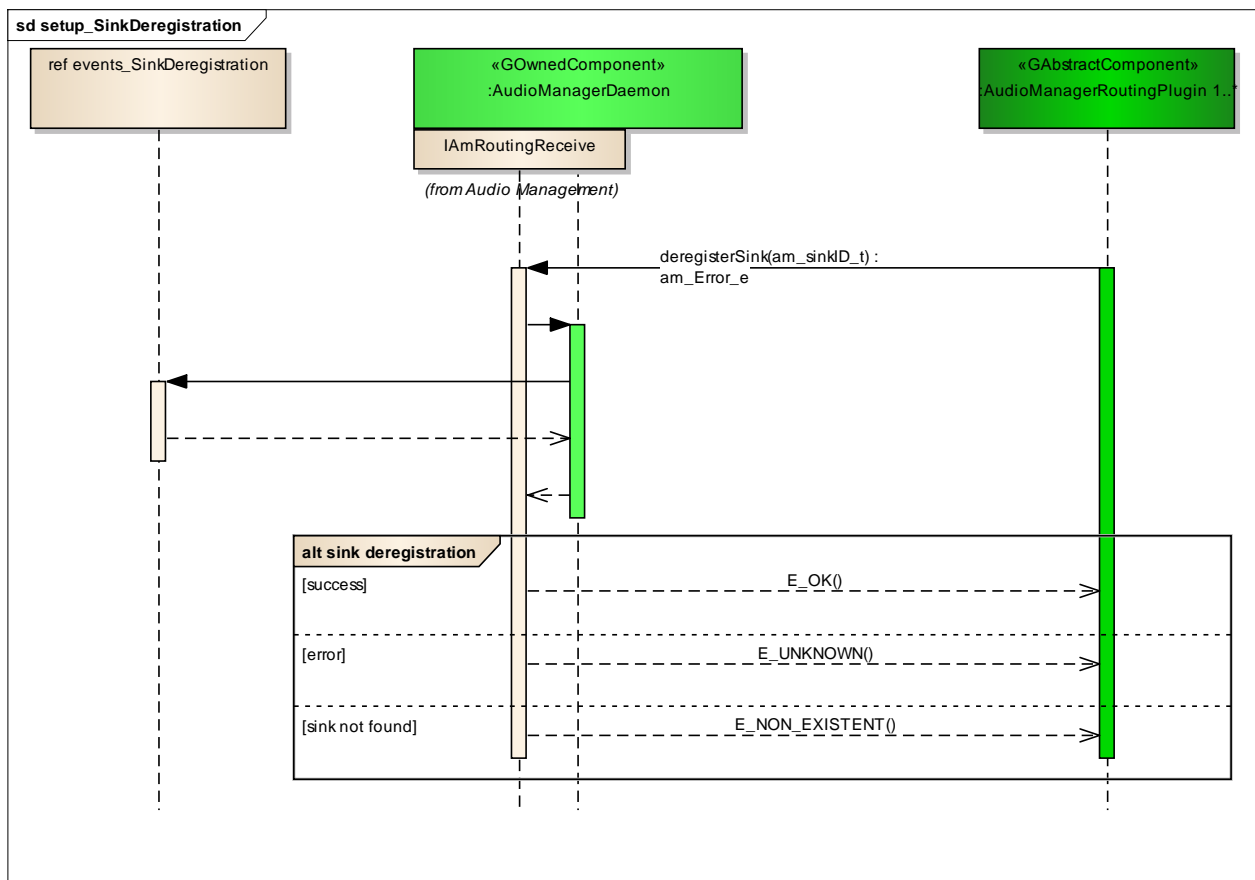 sd setup_SinkDeregistration
ref events_SinkDeregistration
«GOwnedComponent»
:AudioManagerDaemon
«GAbstractComponent»
:AudioManagerRoutingPlugin 1..*
IAmRoutingReceive
(from Audio Management)
deregisterSink(am_sinkID_t) :
am_Error_e
alt sink deregistration
[success]
E_OK()
[error]
E_UNKNOWN()
[sink not found]
E_NON_EXISTENT()